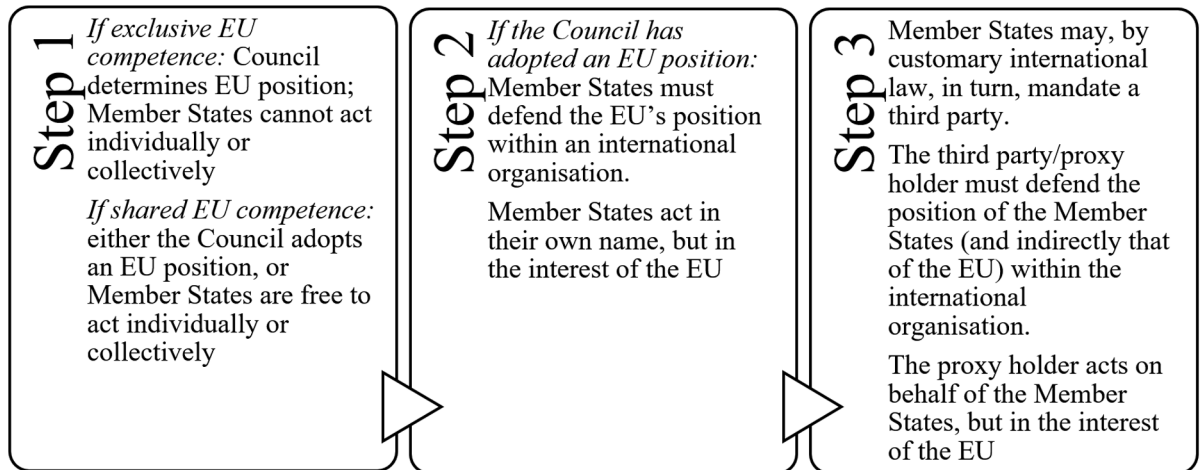 Step 1
If exclusive EU
competence: Council
determines EU position;
Member States cannot act
individually or
collectively
If shared EU competence:
either the Council adopts
an EU position, or
Member States are free to
act individually or
collectively
Step 2
If the Council has
adopted an EU position:
Member States must
defend the EU’s position
within an international
organisation.
Member States act in
their own name, but in
the interest of the EU
Step 3
Member States may, by
customary international
law, in turn, mandate a
third party.
The third party/proxy
holder must defend the
position of the Member
States (and indirectly that
of the EU) within the
international
organisation.
The proxy holder acts on
behalf of the Member
States, but in the interest
of the EU